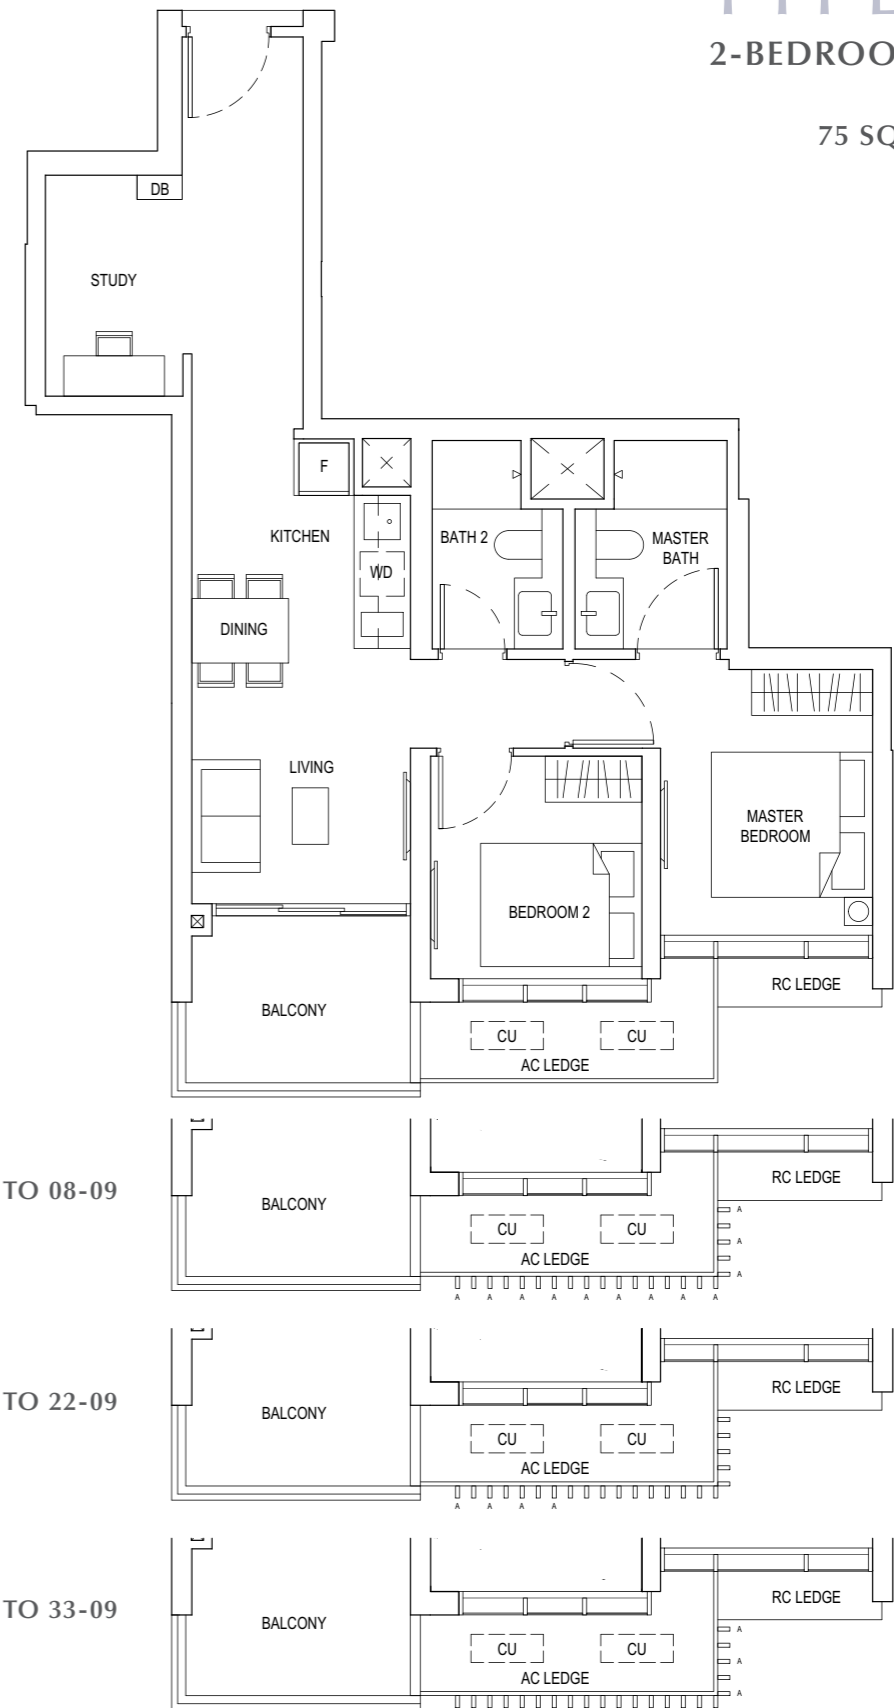 TYPE
2-BEDROO
75 SQ
DB
STUDY
F
KITCHEN
BATH 2
MASTER
BATH
WD
DINING
LIVING
MASTER
BEDROOM
BEDROOM 2
BALCONY
RC LEDGE
CU CU
AC LEDGE
TO 08-09
BALCONY
RC LEDGE
CU CU
AC LEDGE
A
A
A
A A A A A A A A A
TO 22-09
BALCONY
RC LEDGE
CU CU
AC LEDGE
A A A A
TO 33-09
BALCONY
RC LEDGE
CU CU
AC LEDGE
A
A
A